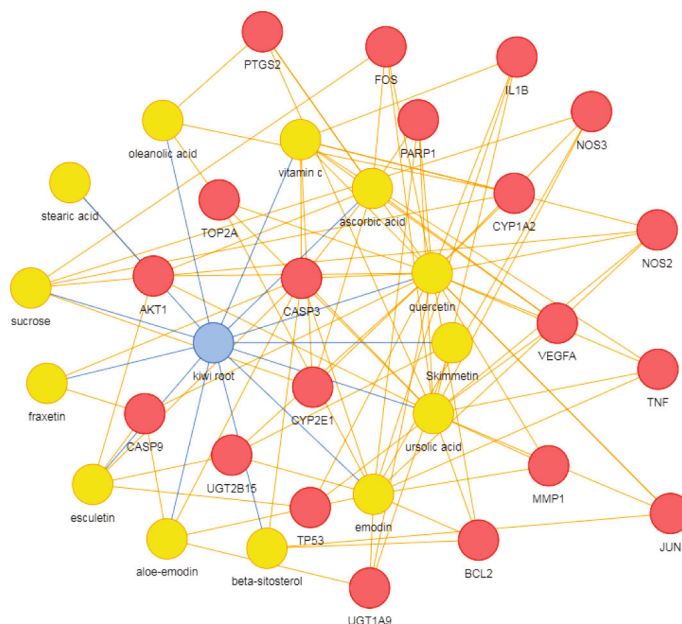 PTGS2
FOS
IL1B
NOS3
PARP1
oleanolic acid
vitamin c
stearic acid
ascorbic acid
CYP1A2
TOP2A
NOS2
sucrose
AKT1
CASP3
quercetin
VEGFA
kiwi root
Skimmetin
TNF
fraxetin
CYP2E1
CASP9
ursolic acid
UGT2B15
MMP1
esculetin
TP53
emodin
JUN
aloe-emodin
beta-sitosterol
BCL2
UGT1A9